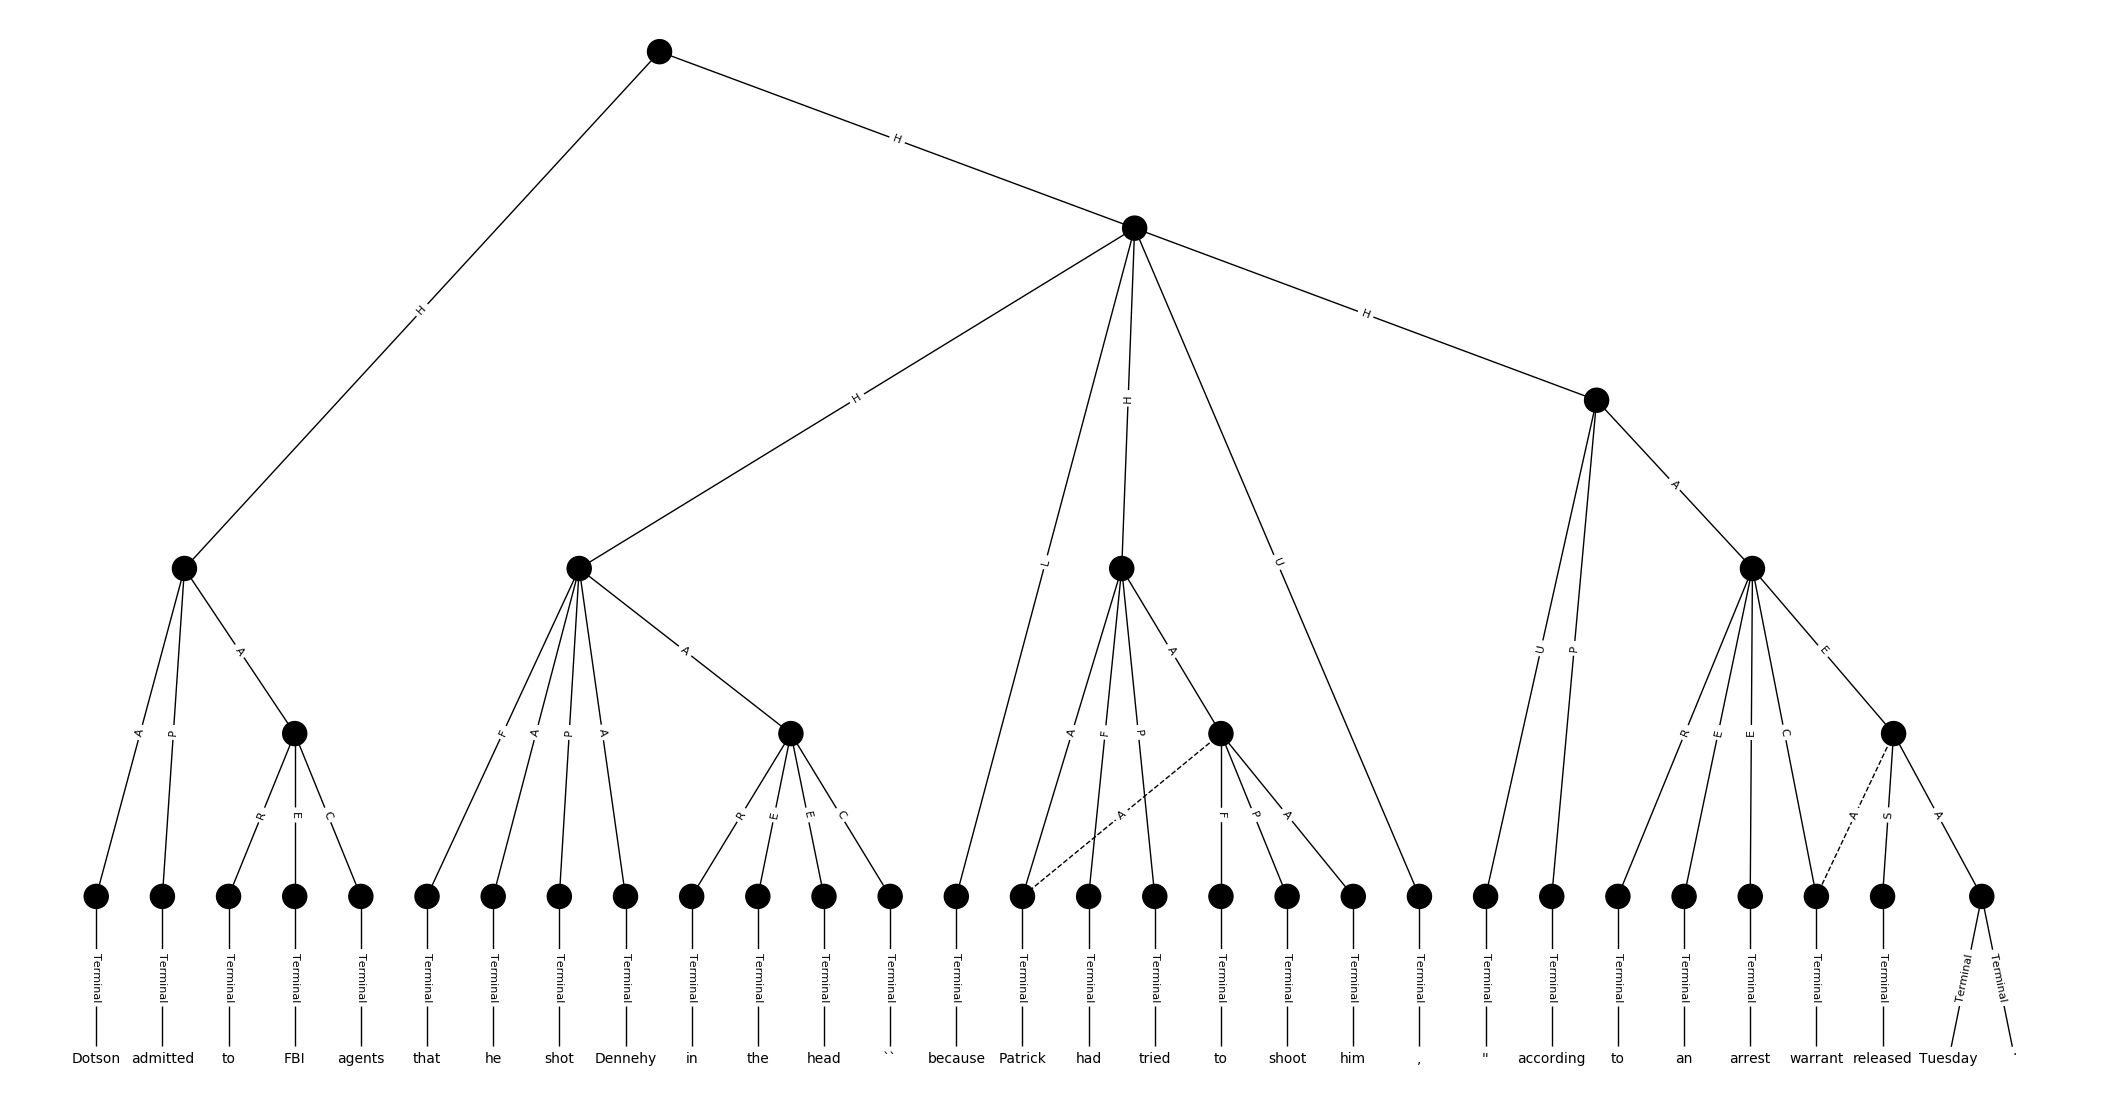 H
H
H
H
H
H
L
U
A
A
A
A
U
P
E
A
P
F
A
P
A
A
F
P
R
E
E
C
R
E
C
R
E
E
C
A
F
P
A
A
S
A
Terminal Terminal Terminal Terminal Terminal Terminal Terminal Terminal Terminal Terminal Terminal Terminal Terminal Terminal Terminal Terminal Terminal Terminal Terminal Terminal Terminal Terminal Terminal Terminal Terminal Terminal Terminal Terminal Terminal Terminal
Dotson admitted to FBI agents that he shot Dennehy in the head `` because Patrick had tried to shoot him , " according to an arrest warrant released Tuesday .